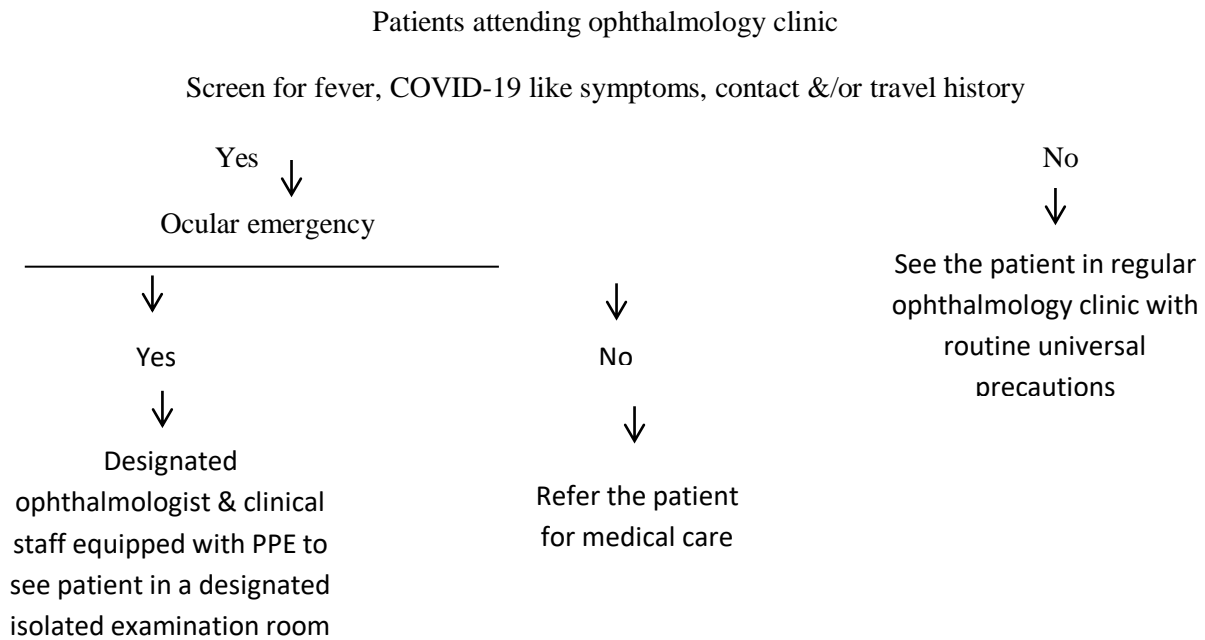 Patients attending ophthalmology clinic
Screen for fever, COVID-19 like symptoms, contact &/or travel history
Yes
No
Ocular emergency
See the patient in regular
ophthalmology clinic with
routine universal
precautions
Yes
No
Designated
ophthalmologist & clinical
staff equipped with PPE to
see patient in a designated
isolated examination room
Refer the patient
for medical care